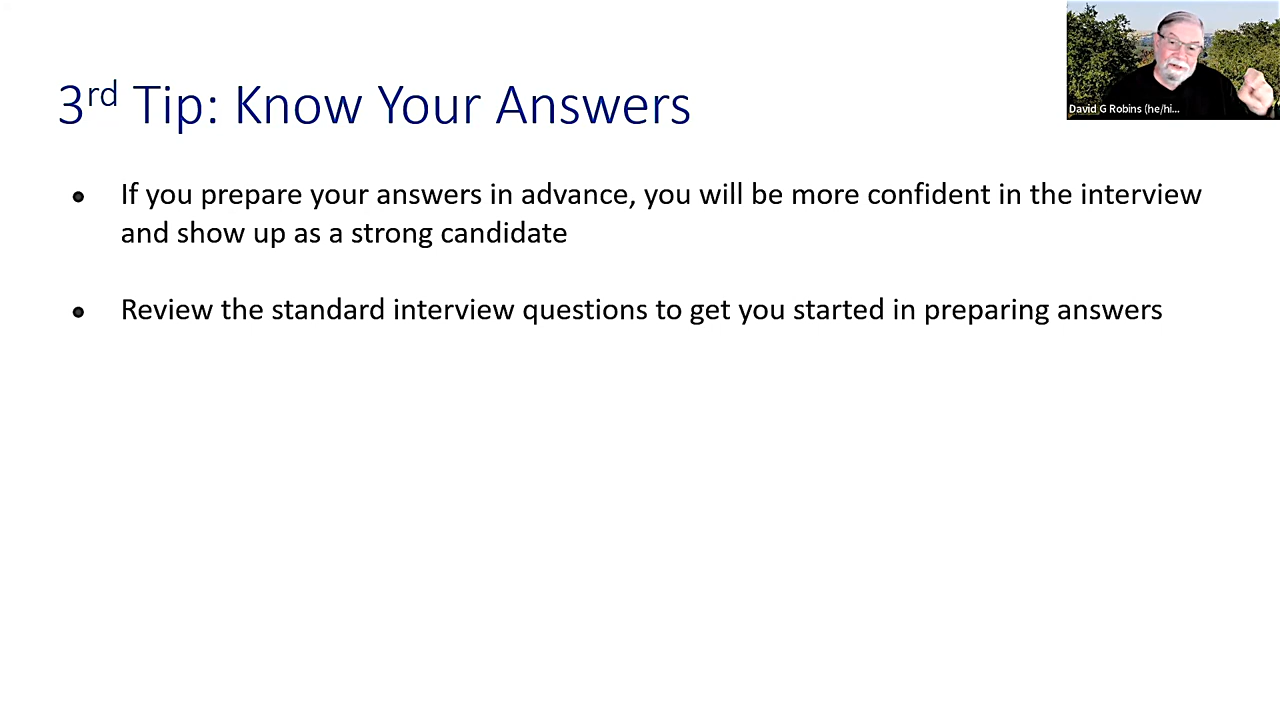 3rd Tip: Know Your Answers
• If you prepare your answers in advance, you will be more confident in the interview
and show up as a strong candidate
• Review the standard interview questions to get you started in preparing answers
David G Robins (he/hi...